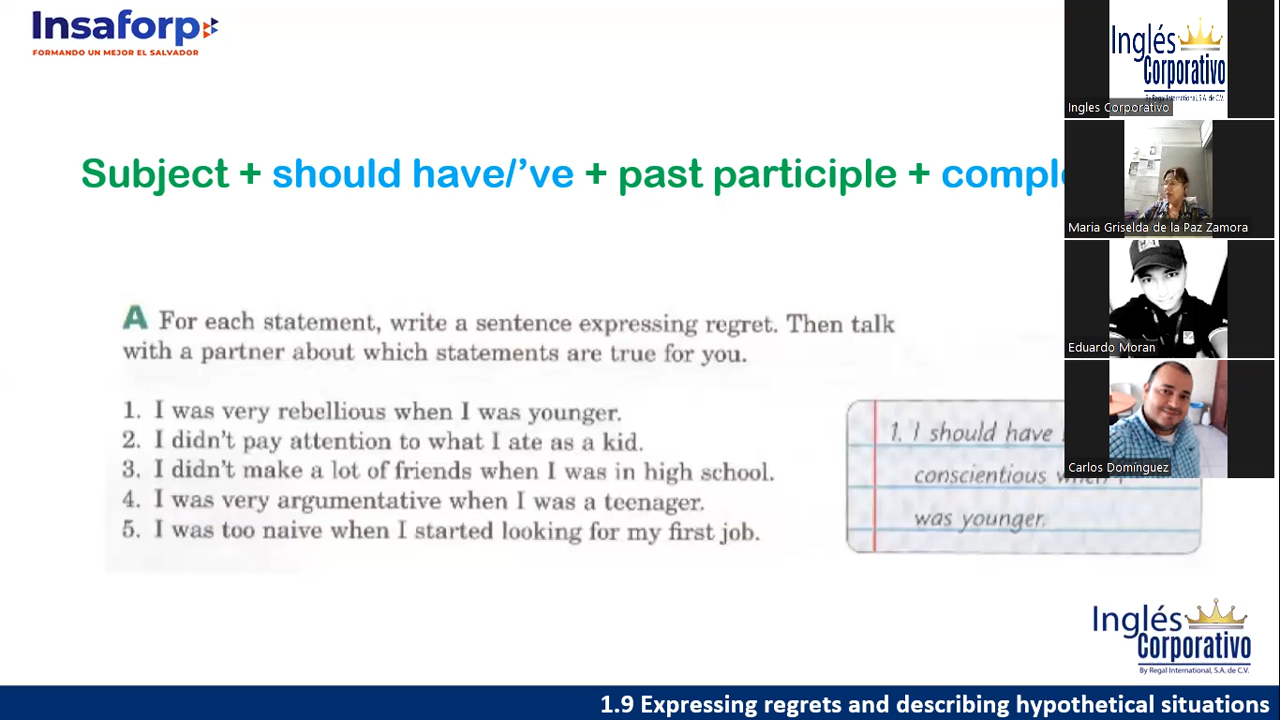 Insaforp
FORMANDO UN MEJOR EL SALVADOR
Subject + should have/'ve + past participle +
A For each statement, write a sentence expressing regret. Then talk
with a partner about which statements are true for you.
1. I was very rebellious when I was younger.
2. I didn't pay attention to what I ate as a kid.
3. I didn't make a lot of friends when I was in high school.
4. I was very argumentative when I was a teenager.
5. I was too naive when I started looking for my first job.
1. I should have
conscientious when I
was younger.
Inglés
Corporativo
By Regal International, S.A. de C.V.
Ingles Corporativo
Maria Griselda de la Paz Zamora
Eduardo Moran
Carlos Domínguez
Inglés
Corporativo
By Regal International, S.A. de C.V.
1.9 Expressing regrets and describing hypothetical situations